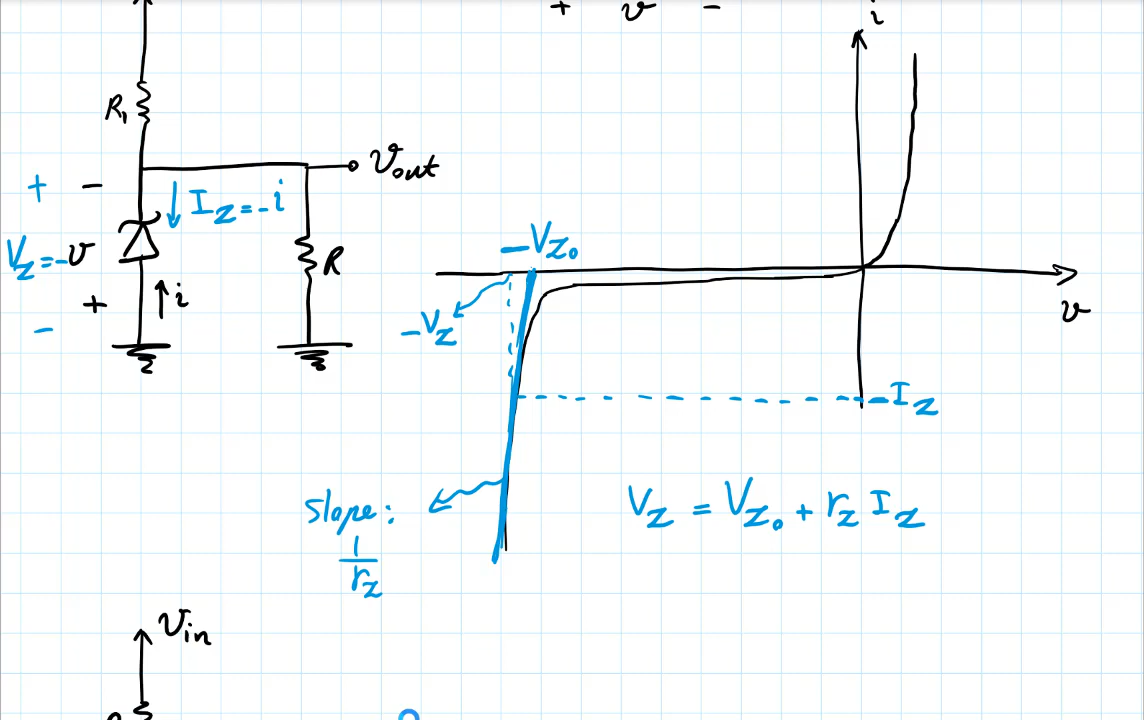 + v −
i
R₁
v_out
+ −
I_Z = -i
V_Z = -v
R
+
i
−
-V_Z₀
-V_Z
v
-I_Z
Slope:
1/r_Z
V_Z = V_Z₀ + r_Z I_Z
v_in